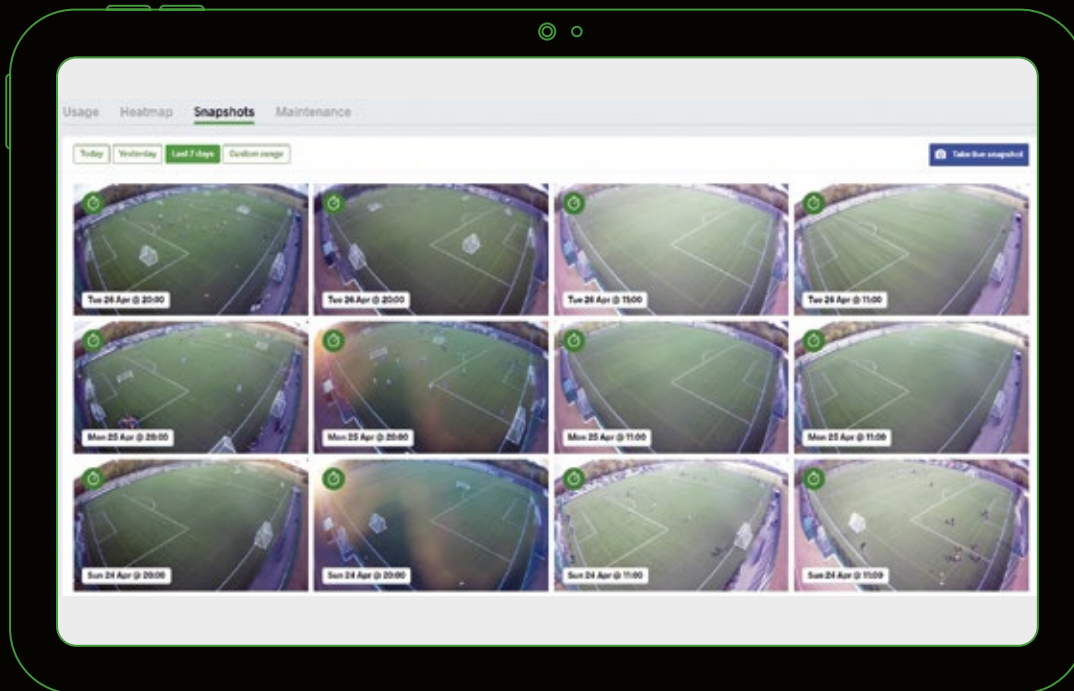 Usage Heatmap Snapshots Maintenance
Today Yesterday Last 7 days Custom range Take live snapshot
Tue 26 Apr @ 20:00 Tue 26 Apr @ 20:00 Tue 26 Apr @ 11:00 Tue 26 Apr @ 11:00
Mon 25 Apr @ 20:00 Mon 25 Apr @ 20:00 Mon 25 Apr @ 11:00 Mon 25 Apr @ 11:00
Sun 24 Apr @ 20:00 Sun 24 Apr @ 20:00 Sun 24 Apr @ 11:00 Sun 24 Apr @ 11:00